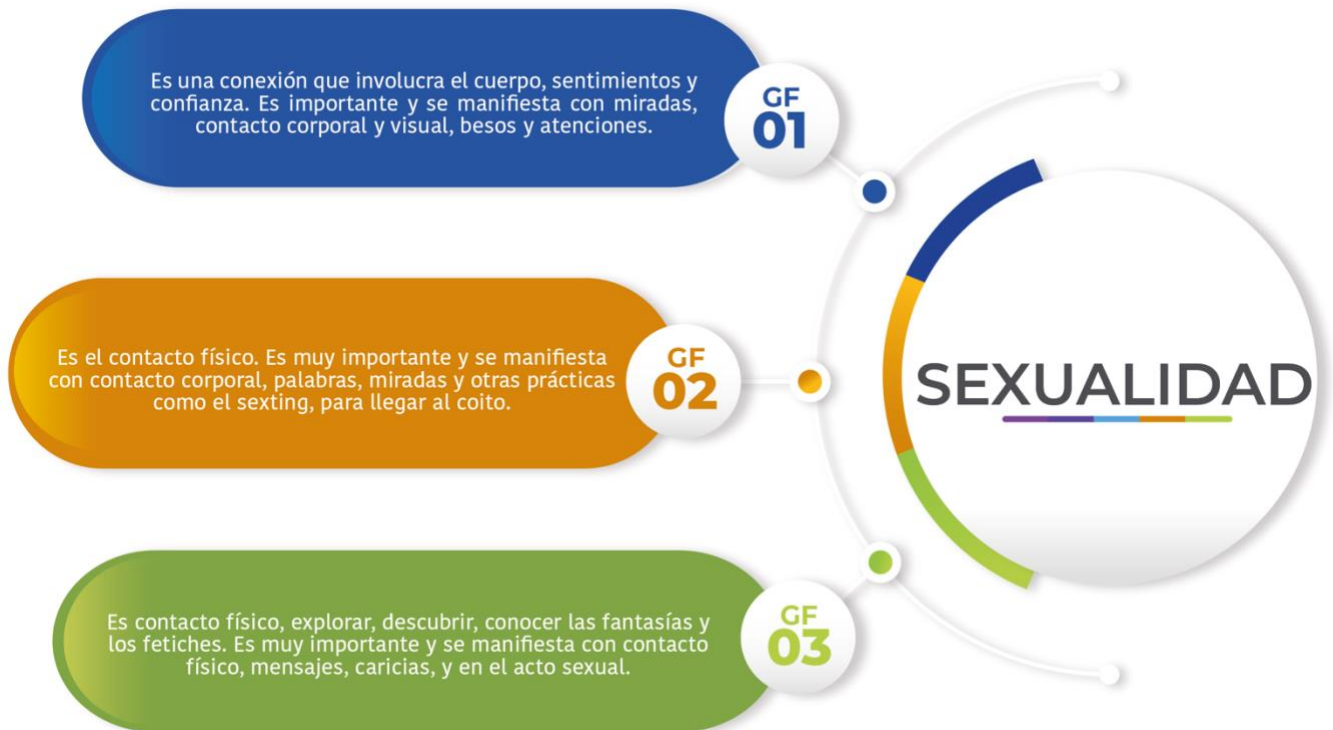 Es una conexión que involucra el cuerpo, sentimientos y
confianza. Es importante y se manifiesta con miradas,
contacto corporal y visual, besos y atenciones.
GF
01
Es el contacto físico. Es muy importante y se manifiesta
con contacto corporal, palabras, miradas y otras prácticas
como el sexting, para llegar al coito.
GF
02
SEXUALIDAD
Es contacto físico, explorar, descubrir, conocer las fantasías y
los fetiches. Es muy importante y se manifiesta con contacto
físico, mensajes, caricias, y en el acto sexual.
GF
03